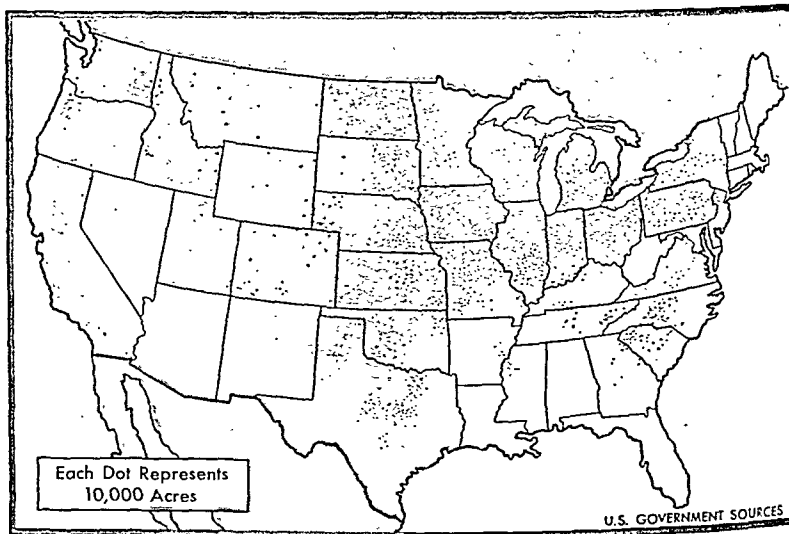 Each Dot Represents
10,000 Acres
U.S. GOVERNMENT SOURCES